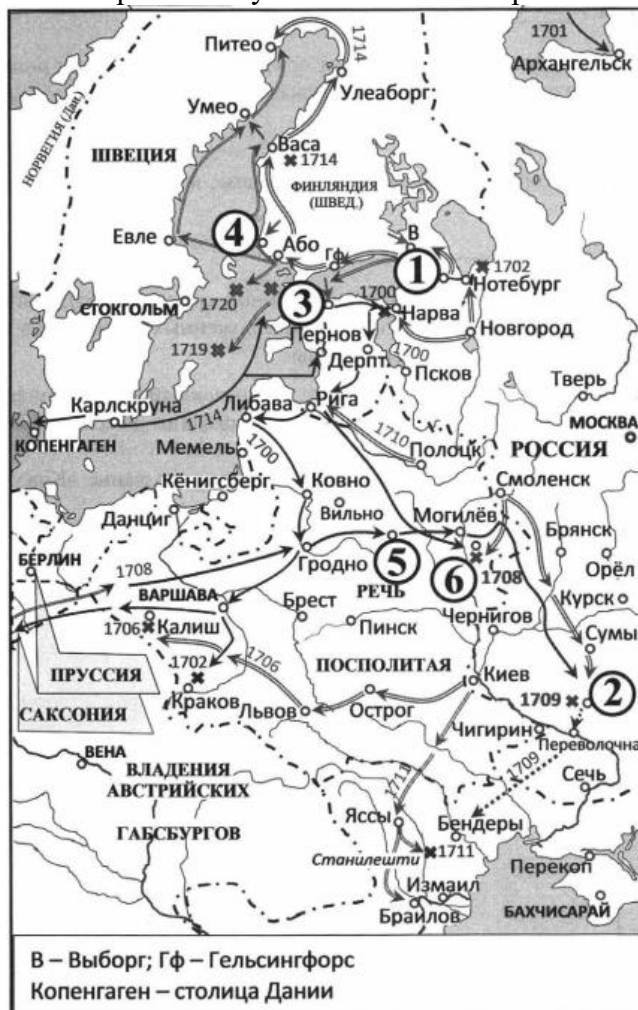 Питео
1714
1701
Архангельск
Улеаборг
Умео
НОРВЕГИЯ (Дан.)
Васа
1714
ШВЕЦИЯ
ФИНЛЯНДИЯ
(ШВЕД.)
4
В
Евле
Або
Гф
1
1702
Нотебург
1720
СТОКГОЛЬМ
3
1700
Нарва
Новгород
1719
Пернов
1700
Дерпт
Псков
Тверь
Карлскруна
1714
Либава
Рига
МОСКВА
КОПЕНГАГЕН
1710
РОССИЯ
Мемель
1700
Полоцк
Смоленск
Кёнигсберг
Ковно
Данциг
Вильно
Могилёв
Брянск
БЕРЛИН
1708
Гродно
5
6
1708
Орёл
ВАРШАВА
РЕЧЬ
Курск
Брест
Чернигов
1706
Калиш
Пинск
Сумы
ПРУССИЯ
1702
1706
ПОСПОЛИТАЯ
2
САКСОНИЯ
Краков
Киев
1709
Львов
Острог
Чигирин
Переволочна
ВЕНА
1709
ВЛАДЕНИЯ
АВСТРИЙСКИХ
1711
Сечь
ГАБСБУРГОВ
Яссы
Бендеры
Станилешти
1711
Перекоп
Измаил
Браилов
БАХЧИСАРАЙ
В – Выборг; Гф – Гельсингфорс
Копенгаген – столица Дании